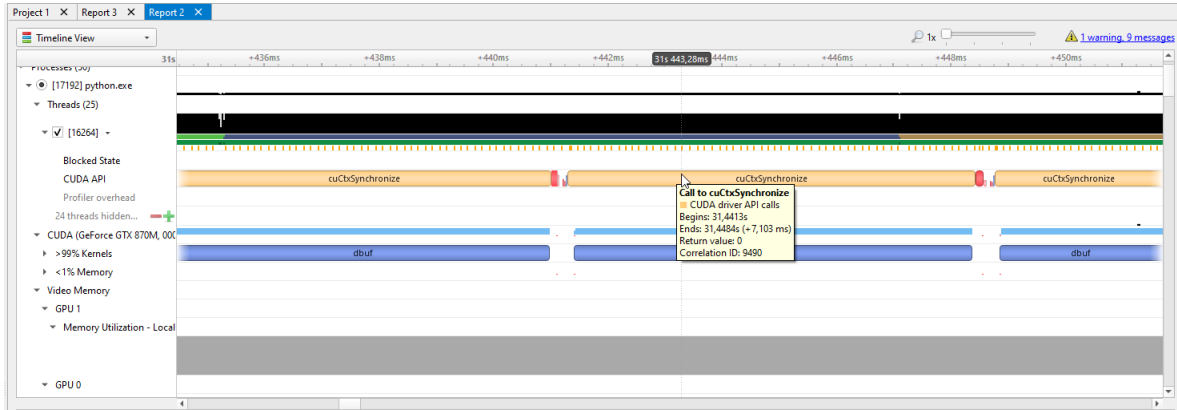 Project 1 Report 3 Report 2
Timeline View 1x 1 warning, 9 messages
31s +436ms +438ms +440ms +442ms 31s 443,28ms 444ms +446ms +448ms +450ms
Processes (30)
[17192] python.exe
Threads (25)
[16264]
Blocked State
CUDA API cuCtxSynchronize cuCtxSynchronize cuCtxSynchronize
Profiler overhead
24 threads hidden...
CUDA (GeForce GTX 870M, 000
>99% Kernels dbuf dbuf
<1% Memory
Call to cuCtxSynchronize
CUDA driver API calls
Begins: 31,4413s
Ends: 31,4484s (+7,103 ms)
Return value: 0
Correlation ID: 9490
Video Memory
GPU 1
Memory Utilization - Local
GPU 0